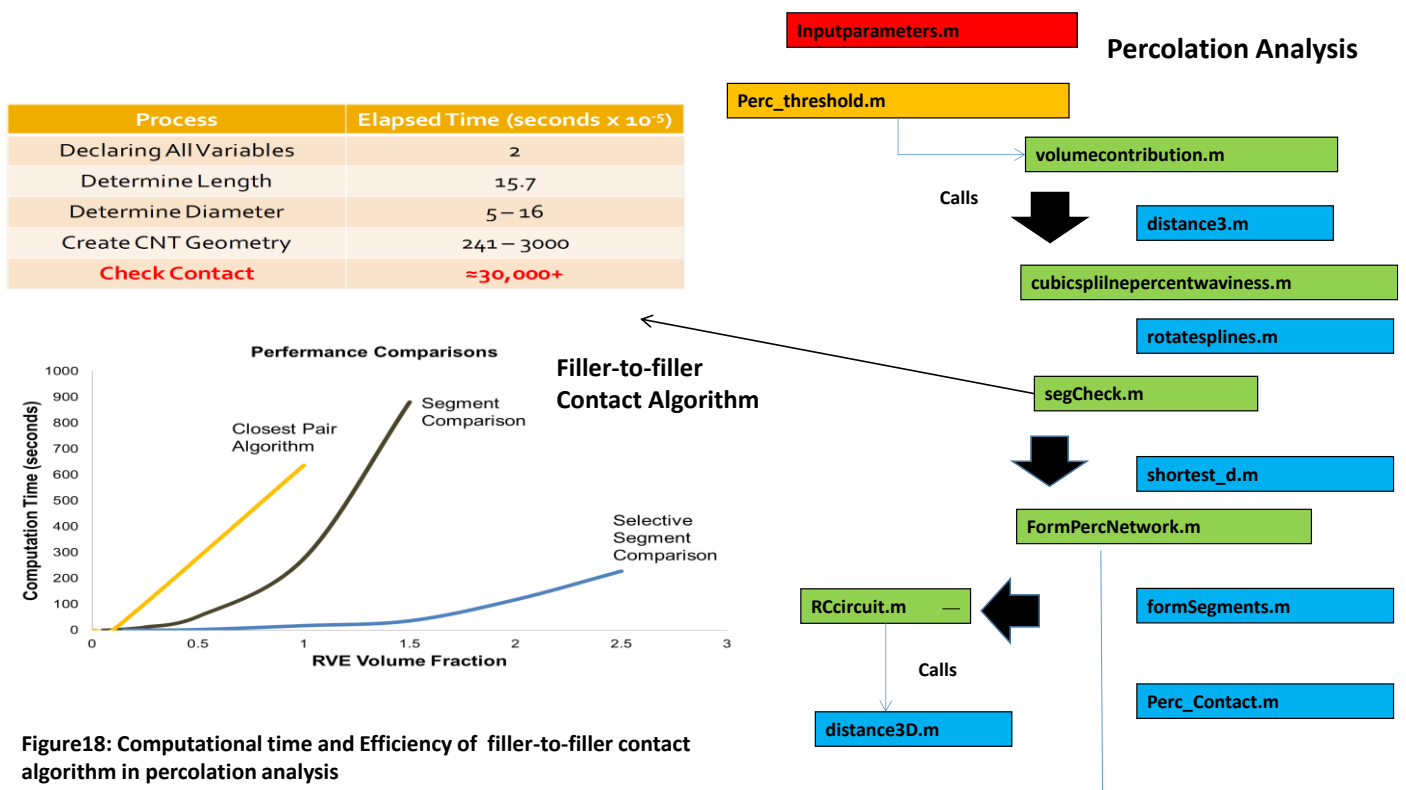 Inputparameters.m
Percolation Analysis
Perc_threshold.m
Process Elapsed Time (seconds x 10⁻⁵)
Declaring All Variables 2
Determine Length 15.7
Determine Diameter 5 – 16
Create CNT Geometry 241 – 3000
Check Contact ≈30,000+
volumecontribution.m
Calls
distance3.m
cubicsplilnepercentwaviness.m
rotatesplines.m
segCheck.m
shortest_d.m
FormPercNetwork.m
RCcircuit.m —
formSegments.m
Calls
Perc_Contact.m
distance3D.m
Filler-to-filler
Contact Algorithm
Perfermance Comparisons
Computation Time (seconds)
1000
900
800
700
600
500
400
300
200
100
0
Closest Pair
Algorithm
Segment
Comparison
Selective
Segment
Comparison
0 0.5 1 1.5 2 2.5 3
RVE Volume Fraction
Figure18: Computational time and Efficiency of filler-to-filler contact
algorithm in percolation analysis